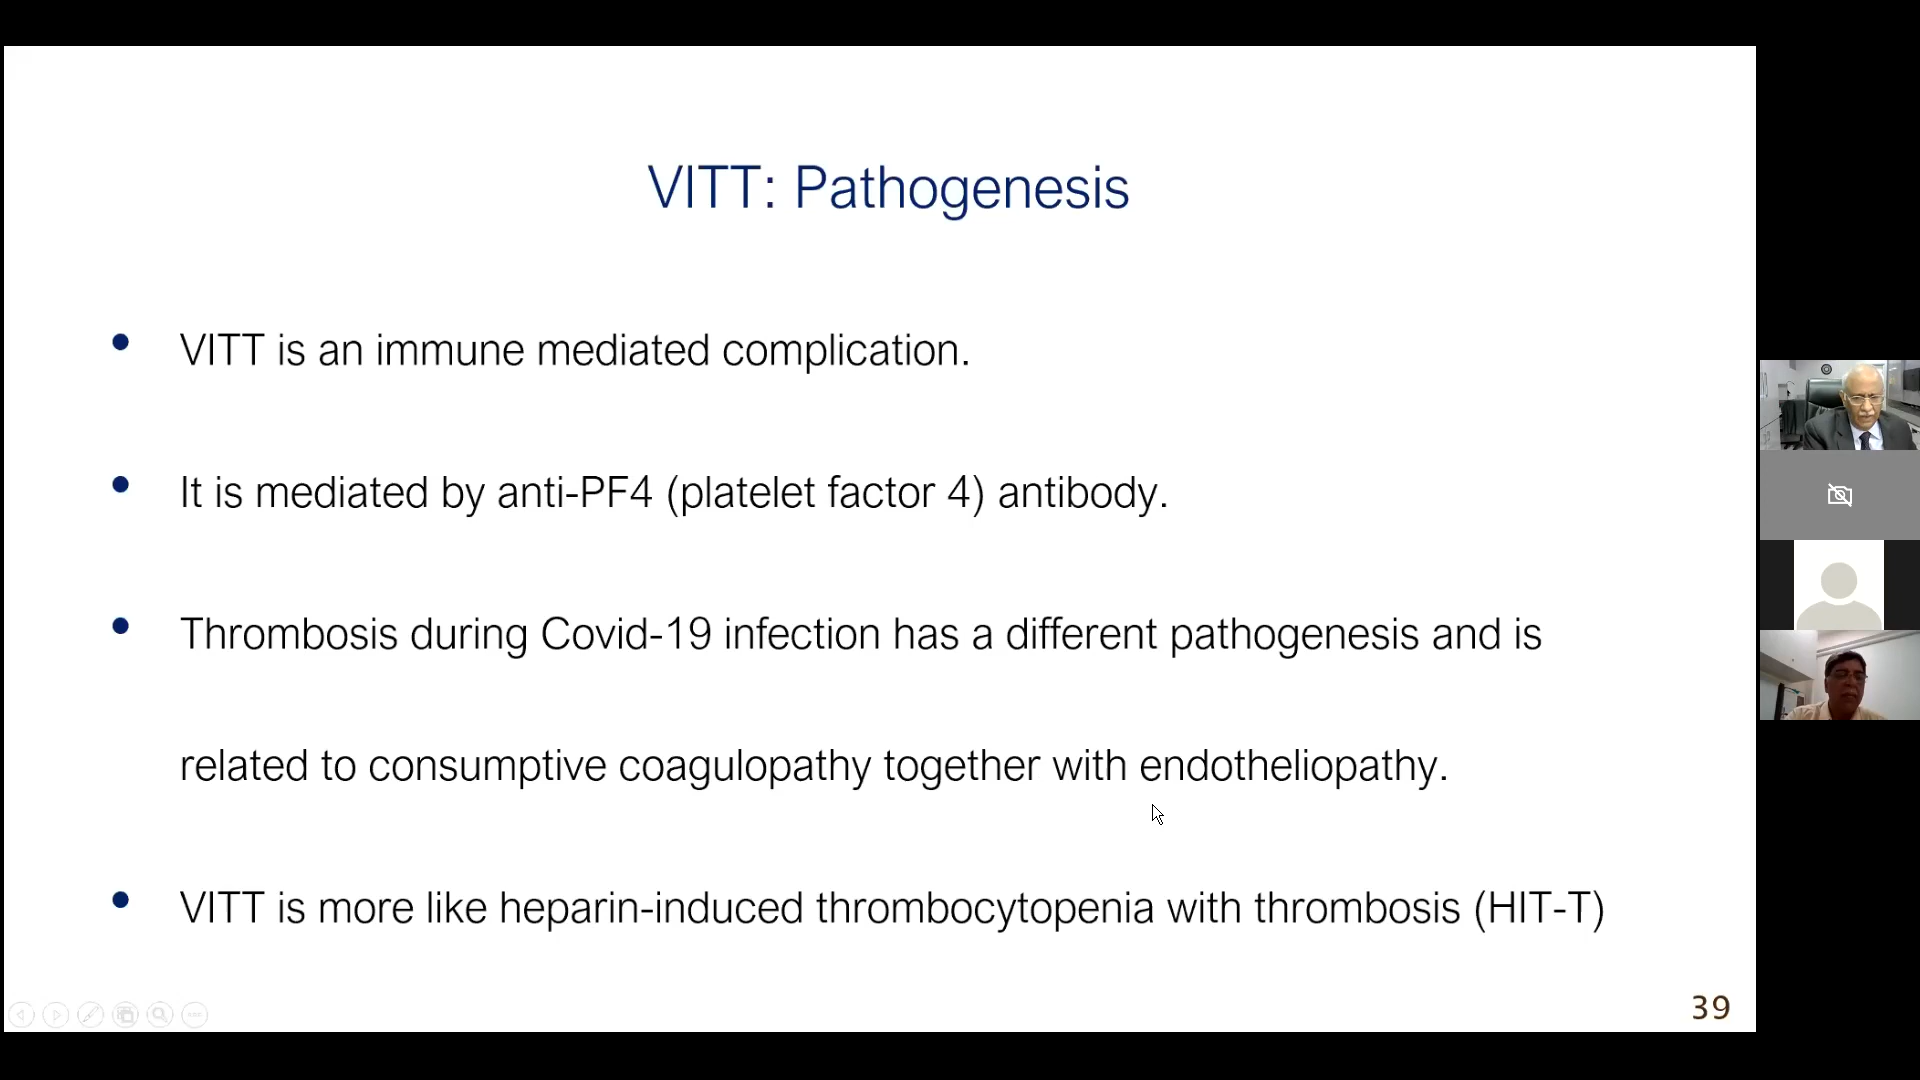 VITT: Pathogenesis
• VITT is an immune mediated complication.
• It is mediated by anti-PF4 (platelet factor 4) antibody.
• Thrombosis during Covid-19 infection has a different pathogenesis and is
related to consumptive coagulopathy together with endotheliopathy.
• VITT is more like heparin-induced thrombocytopenia with thrombosis (HIT-T)
39